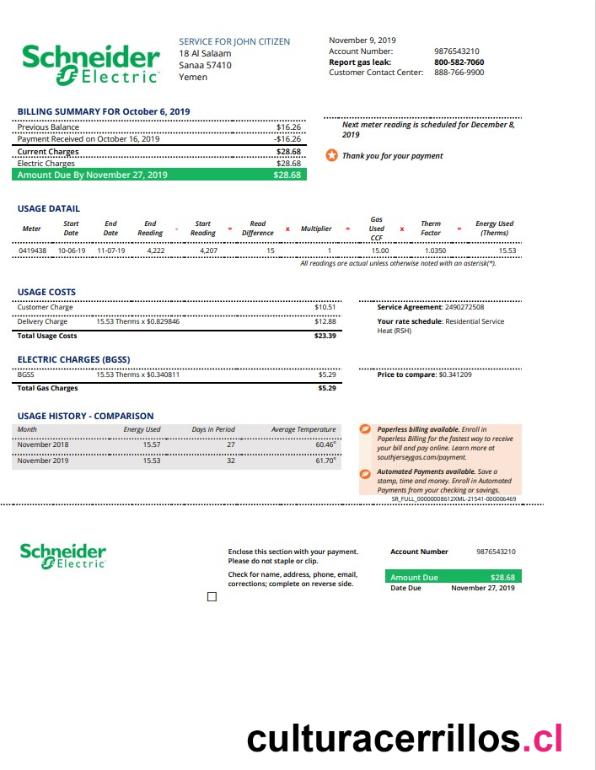 Schneider
Electric
SERVICE FOR JOHN CITIZEN
18 Al Salaam
Sanaa 57410
Yemen
November 9, 2019
Account Number: 9876543210
Report gas leak: 800-582-7060
Customer Contact Center: 888-766-9900
BILLING SUMMARY FOR October 6, 2019
Previous Balance $16.26
Payment Received on October 16, 2019 -$16.26
Current Charges $28.68
Electric Charges $28.68
Amount Due By November 27, 2019 $28.68
Next meter reading is scheduled for December 8,
2019
Thank you for your payment
USAGE DATAIL
Meter Start Date End Date End Reading - Start Reading = Read Difference x Multiplier = Gas Used CCF x Therm Factor = Energy Used (Therms)
0419438 10-06-19 11-07-19 4,222 4,207 15 1 15.00 1.0350 15.53
All readings are actual unless otherwise noted with an asterisk(*).
USAGE COSTS
Customer Charge $10.51
Delivery Charge 15.53 Therms x $0.829846 $12.88
Total Usage Costs $23.39
Service Agreement: 2490272508
Your rate schedule: Residential Service
Heat (RSH)
ELECTRIC CHARGES (BGSS)
BGSS 15.53 Therms x $0.340811 $5.29
Total Gas Charges $5.29
Price to compare: $0.341209
USAGE HISTORY - COMPARISON
Month Energy Used Days in Period Average Temperature
November 2018 15.57 27 60.46°
November 2019 15.53 32 61.70°
Paperless billing available. Enroll in
Paperless Billing for the fastest way to receive
your bill and pay online. Learn more at
southjerseygas.com/payment.
Automated Payments available. Save a
stamp, time and money. Enroll in Automated
Payments from your checking or savings.
Schneider
Electric
Enclose this section with your payment.
Please do not staple or clip.
Check for name, address, phone, email,
corrections; complete on reverse side.
Account Number 9876543210
Amount Due $28.68
Date Due November 27, 2019
culturacerrillos.cl